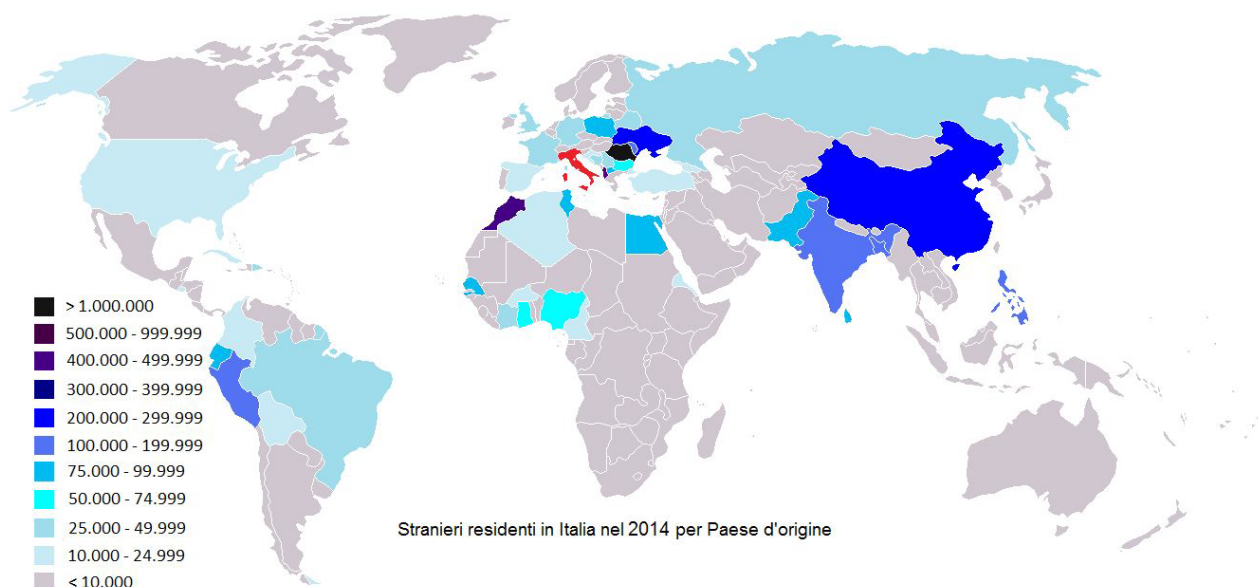 > 1.000.000
500.000 - 999.999
400.000 - 499.999
300.000 - 399.999
200.000 - 299.999
100.000 - 199.999
75.000 - 99.999
50.000 - 74.999
25.000 - 49.999
10.000 - 24.999
< 10.000
Stranieri residenti in Italia nel 2014 per Paese d'origine